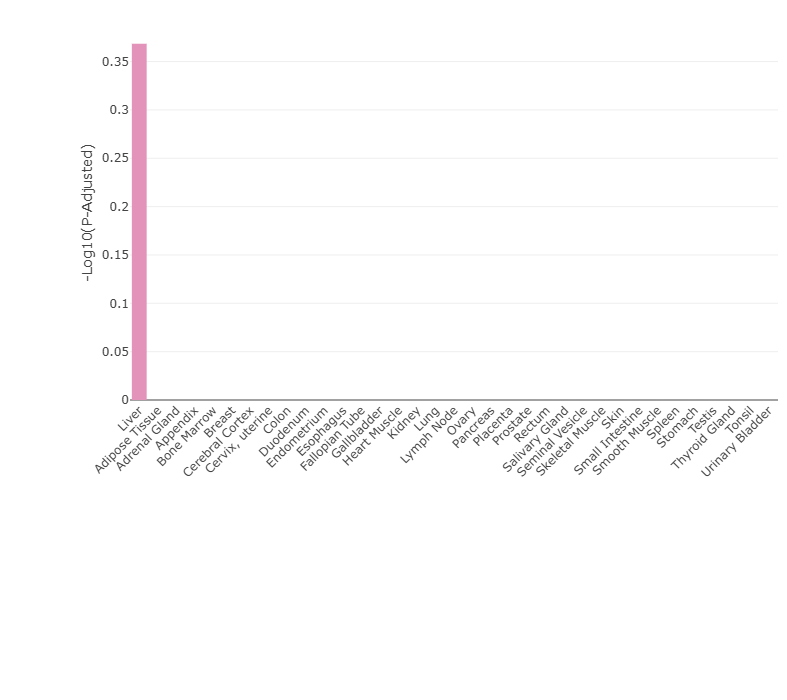 -Log10(P-Adjusted)
0.35
0.3
0.25
0.2
0.15
0.1
0.05
0
Liver
Adipose Tissue
Adrenal Gland
Appendix
Bone Marrow
Breast
Cerebral Cortex
Cervix, uterine
Colon
Duodenum
Endometrium
Esophagus
Fallopian Tube
Gallbladder
Heart Muscle
Kidney
Lung
Lymph Node
Ovary
Pancreas
Placenta
Prostate
Rectum
Salivary Gland
Seminal Vesicle
Skeletal Muscle
Skin
Small Intestine
Smooth Muscle
Spleen
Stomach
Testis
Thyroid Gland
Tonsil
Urinary Bladder